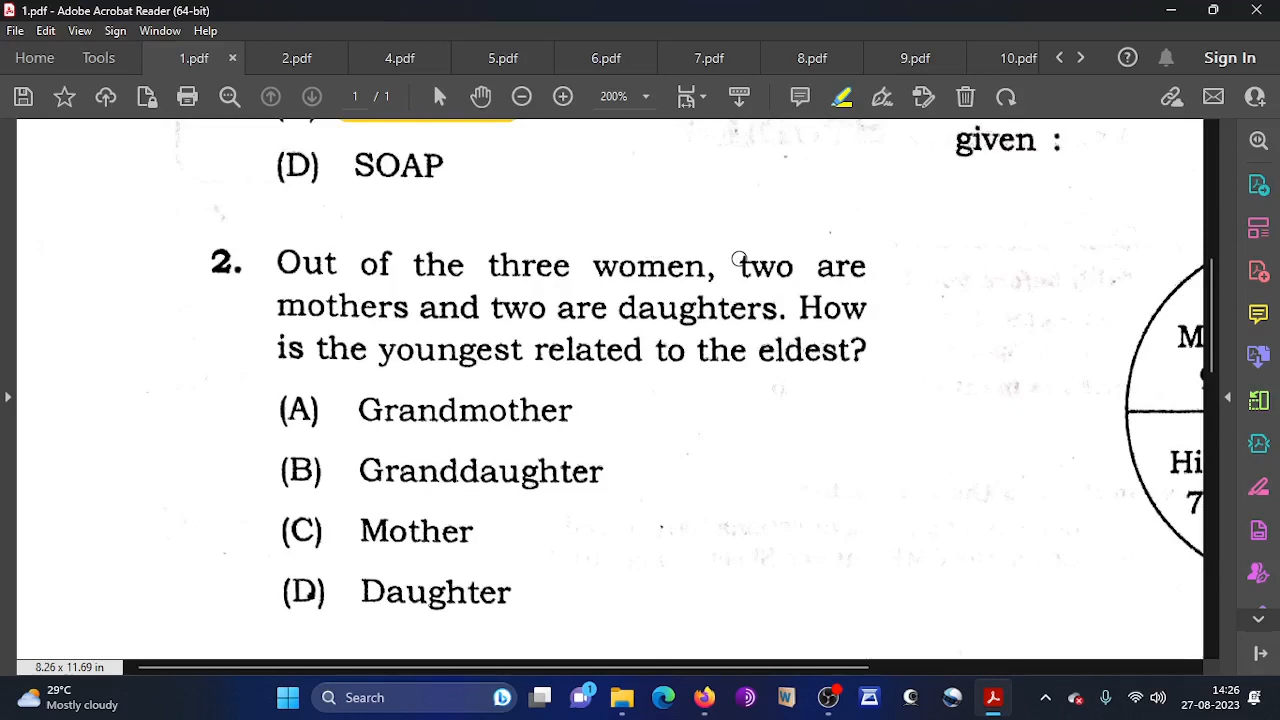 1.pdf - Adobe Acrobat Reader (64-bit)
File Edit View Sign Window Help
Home Tools 1.pdf × 2.pdf 4.pdf 5.pdf 6.pdf 7.pdf 8.pdf 9.pdf 10.pdf Sign In
1 / 1 200%
given :
(D) SOAP
2. Out of the three women, two are
mothers and two are daughters. How
is the youngest related to the eldest?
(A) Grandmother
(B) Granddaughter
(C) Mother
(D) Daughter
M
Hi
7
8.26 x 11.69 in
29°C
Mostly cloudy
Search
1
14:26
27-08-2023